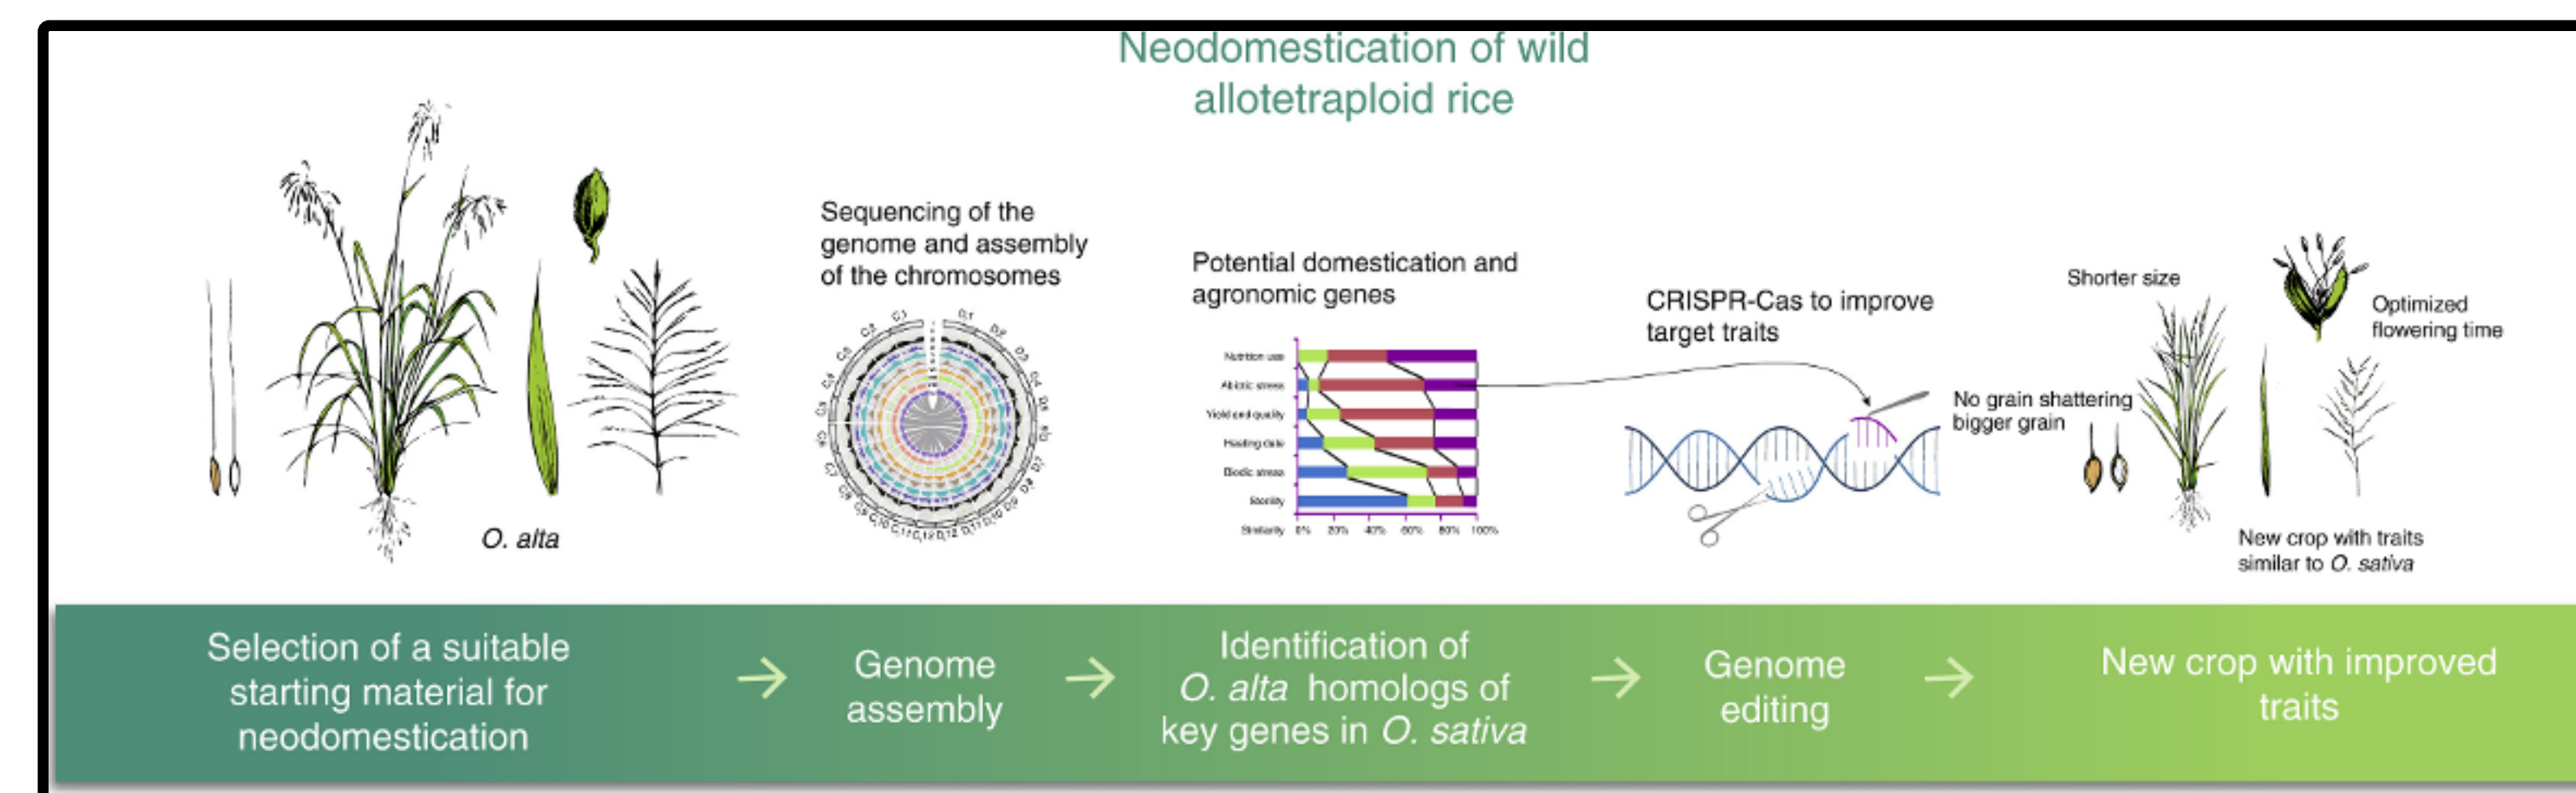 Neodomestication of wild
allotetraploid rice
Sequencing of the
genome and assembly
of the chromosomes
Potential domestication and
agronomic genes
CRISPR-Cas to improve
target traits
Shorter size
Optimized
flowering time
No grain shattering
bigger grain
Nutrition use
Abiotic stress
Yield and quality
Heading date
Biotic stress
Sterility
Similarity 0% 20% 40% 60% 80% 100%
O. alta
New crop with traits
similar to O. sativa
Selection of a suitable
starting material for
neodomestication
→
Genome
assembly
→
Identification of
O. alta homologs of
key genes in O. sativa
→
Genome
editing
→
New crop with improved
traits